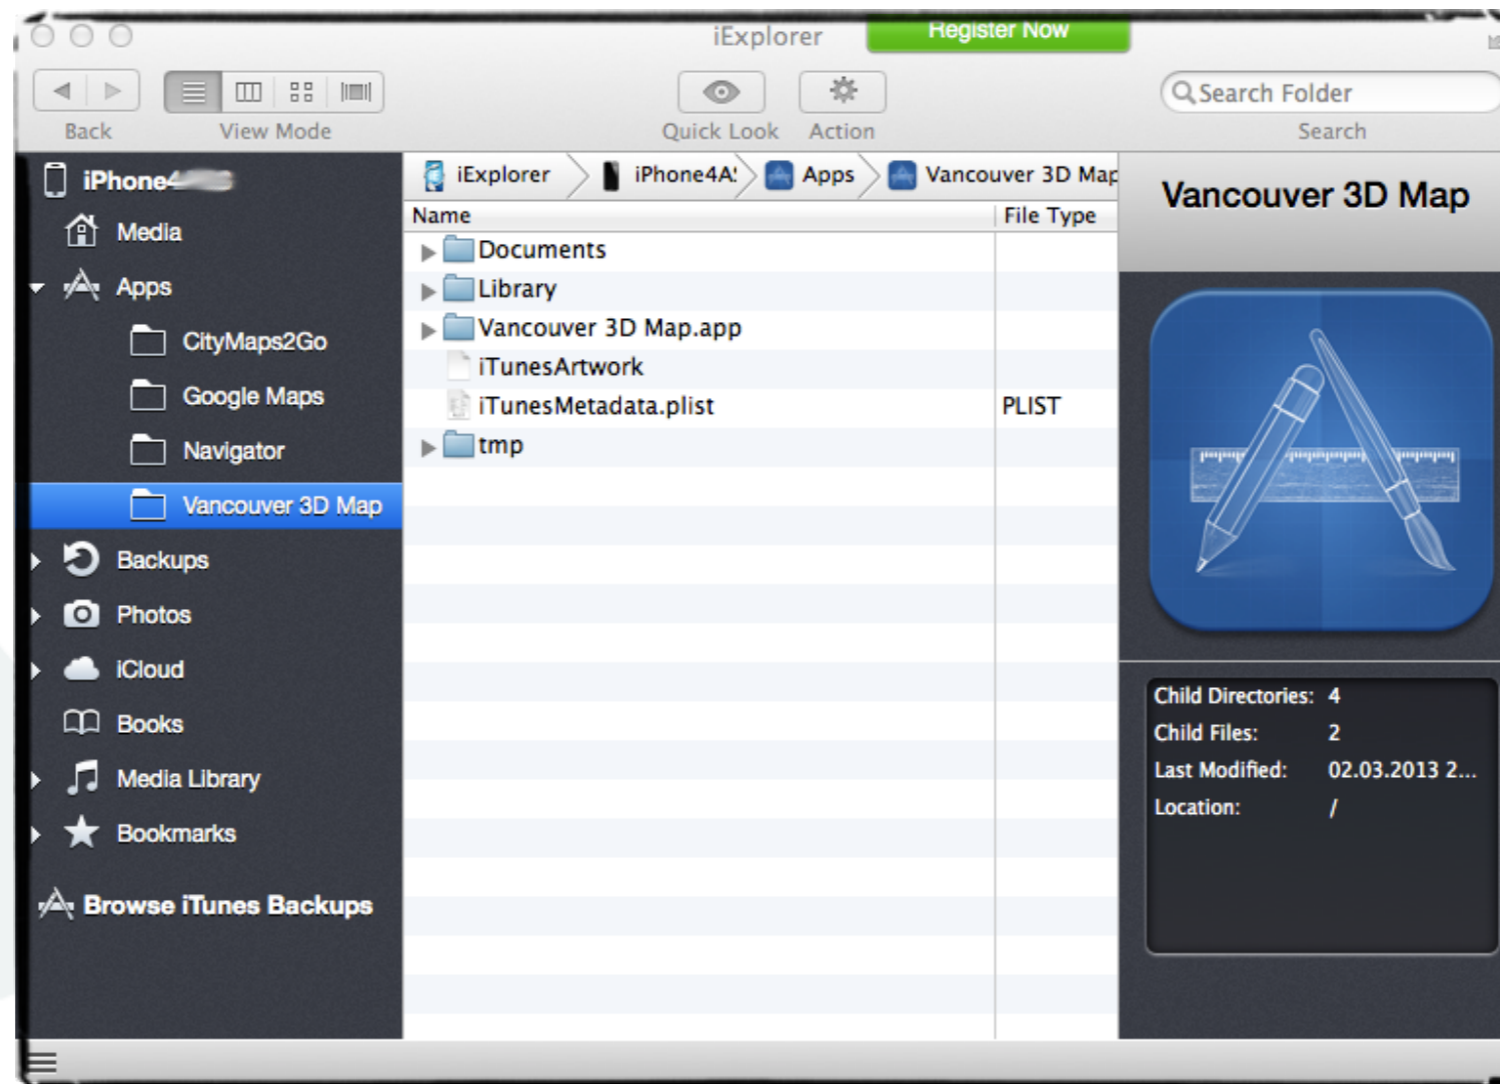 iExplorer
Register Now
Back
View Mode
Quick Look
Action
Search Folder
Search
iPhone4
Media
Apps
CityMaps2Go
Google Maps
Navigator
Vancouver 3D Map
Backups
Photos
iCloud
Books
Media Library
Bookmarks
Browse iTunes Backups
iExplorer iPhone4A Apps Vancouver 3D Map
Name File Type
Documents
Library
Vancouver 3D Map.app
iTunesArtwork
iTunesMetadata.plist PLIST
tmp
Vancouver 3D Map
Child Directories: 4
Child Files: 2
Last Modified: 02.03.2013 2...
Location: /